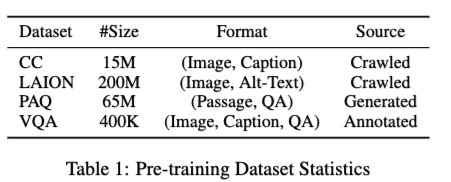 Dataset #Size Format Source
CC 15M (Image, Caption) Crawled
LAION 200M (Image, Alt-Text) Crawled
PAQ 65M (Passage, QA) Generated
VQA 400K (Image, Caption, QA) Annotated
Table 1: Pre-training Dataset Statistics